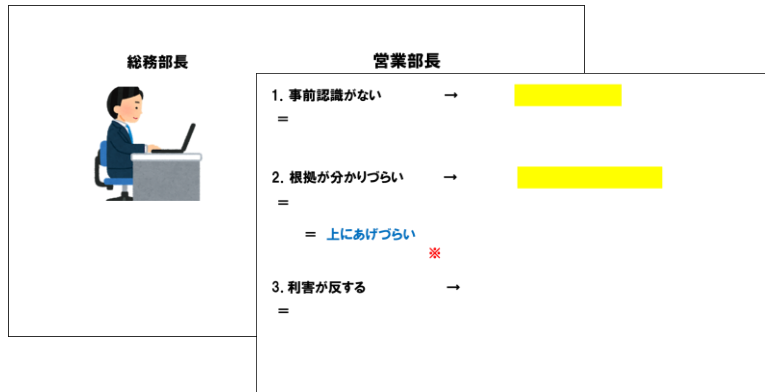 総務部長
営業部長
1. 事前認識がない →
=
2. 根拠が分かりづらい →
=
= 上にあげづらい
※
3. 利害が反する →
=